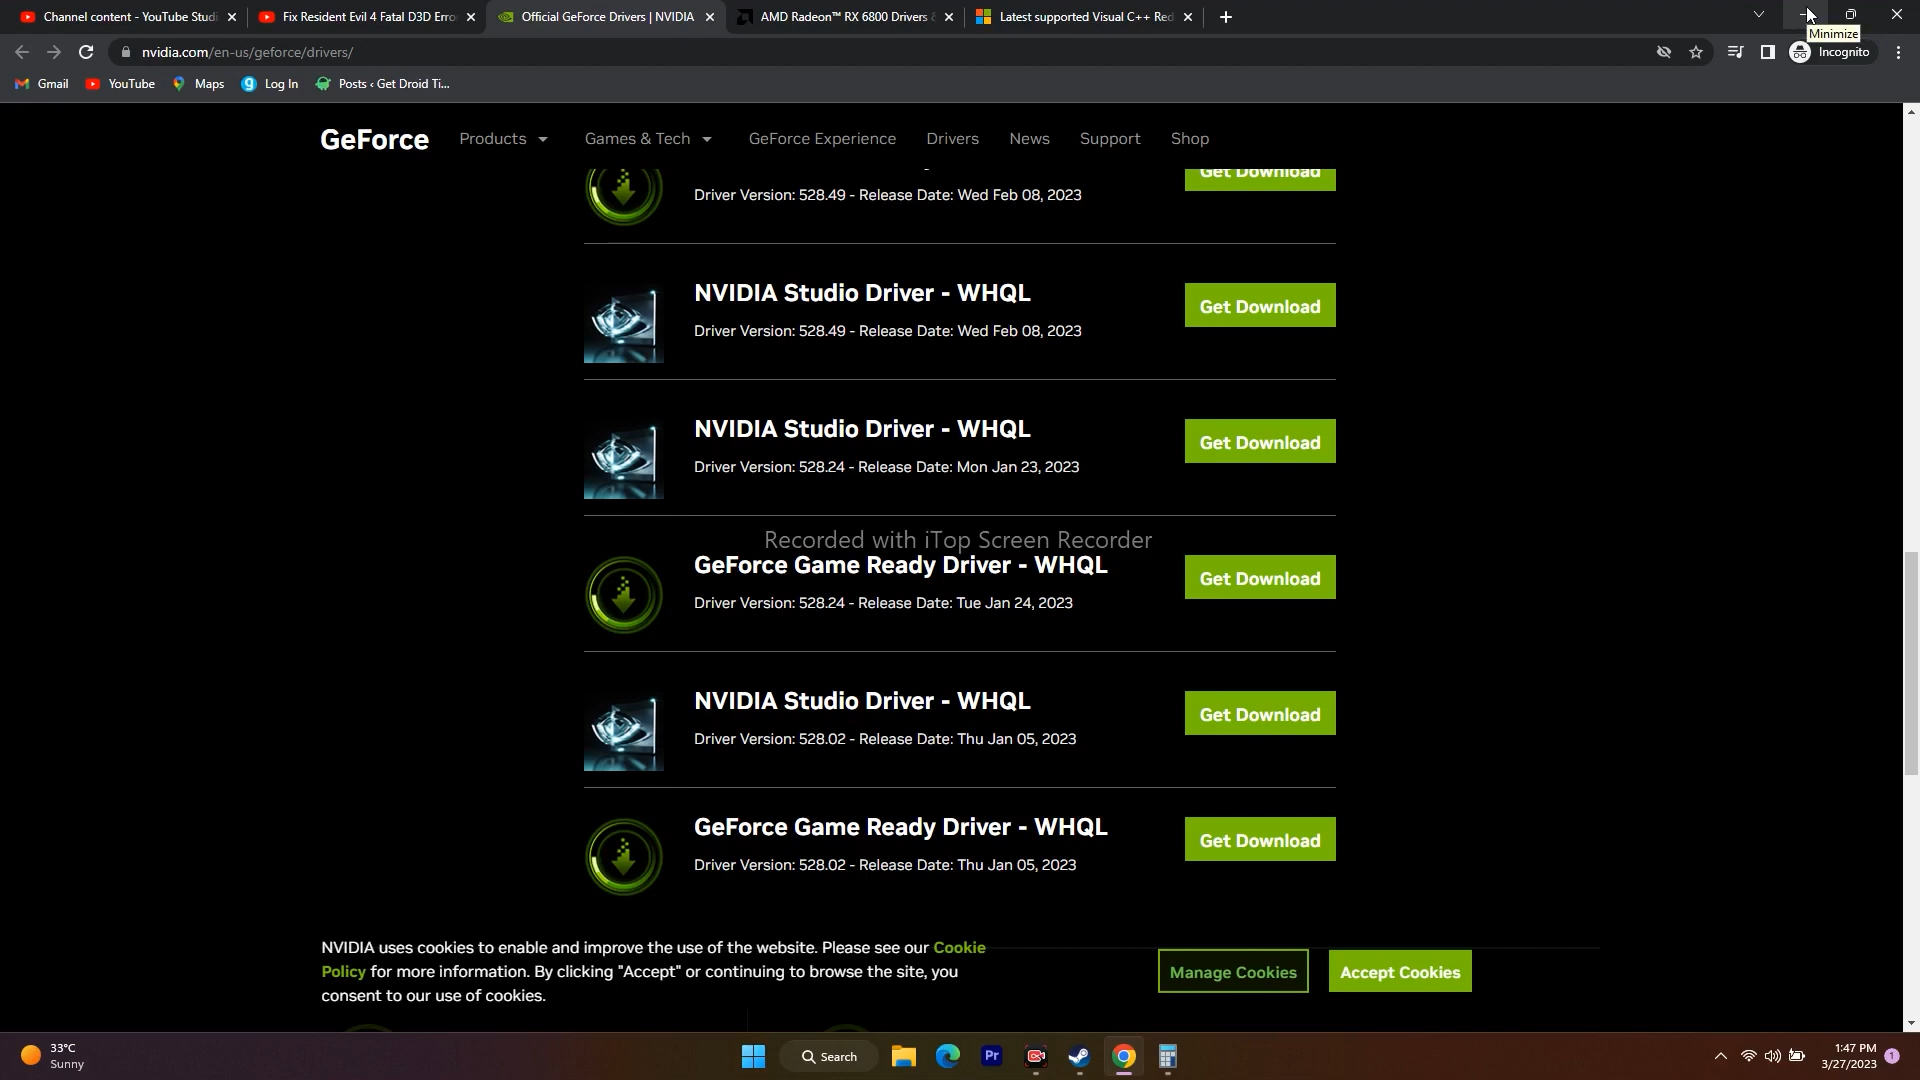 Channel content - YouTube Studi
Fix Resident Evil 4 Fatal D3D Erro
Official GeForce Drivers | NVIDIA
AMD Radeon™ RX 6800 Drivers &
Latest supported Visual C++ Red
Minimize
nvidia.com/en-us/geforce/drivers/
Incognito
Gmail
YouTube
Maps
Log In
Posts ‹ Get Droid Ti...
GeForce
Products
Games & Tech
GeForce Experience
Drivers
News
Support
Shop
Get Download
Driver Version: 528.49 - Release Date: Wed Feb 08, 2023
NVIDIA Studio Driver - WHQL
Get Download
Driver Version: 528.49 - Release Date: Wed Feb 08, 2023
NVIDIA Studio Driver - WHQL
Get Download
Driver Version: 528.24 - Release Date: Mon Jan 23, 2023
Recorded with iTop Screen Recorder
GeForce Game Ready Driver - WHQL
Get Download
Driver Version: 528.24 - Release Date: Tue Jan 24, 2023
NVIDIA Studio Driver - WHQL
Get Download
Driver Version: 528.02 - Release Date: Thu Jan 05, 2023
GeForce Game Ready Driver - WHQL
Get Download
Driver Version: 528.02 - Release Date: Thu Jan 05, 2023
NVIDIA uses cookies to enable and improve the use of the website. Please see our Cookie
Policy for more information. By clicking "Accept" or continuing to browse the site, you
consent to our use of cookies.
Manage Cookies
Accept Cookies
33°C
Sunny
Search
Pr
1:47 PM
3/27/2023
1